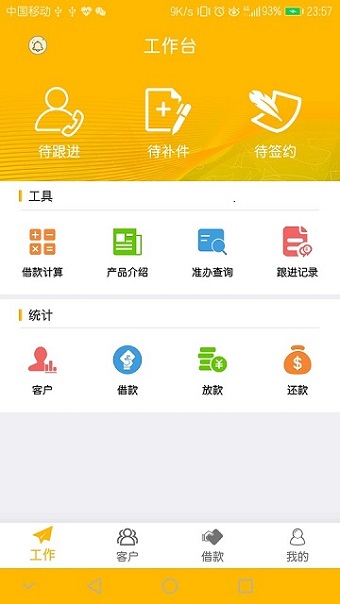 中国移动 9K/s 4G 93% 23:57
工作台
待跟进 待补件 待签约
工具
借款计算 产品介绍 准办查询 跟进记录
统计
客户 借款 放款 还款
工作 客户 借款 我的